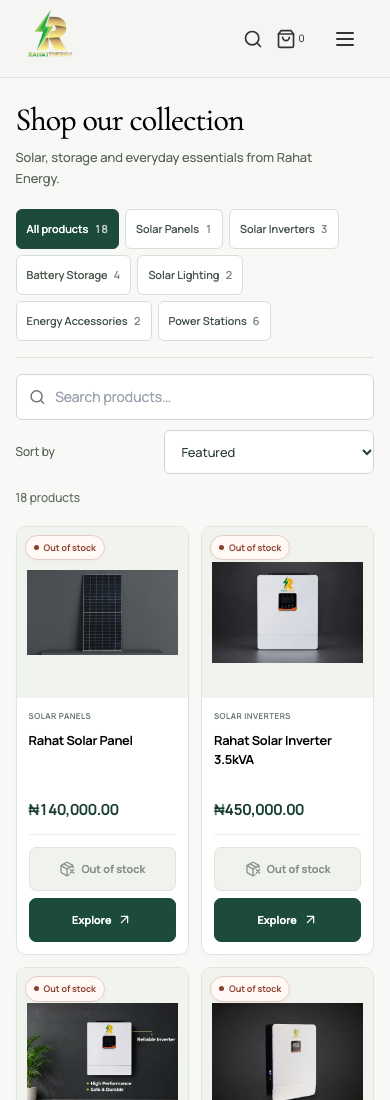 RAHAT ENERGY
0
Shop our collection
Solar, storage and everyday essentials from Rahat
Energy.
All products 18
Solar Panels 1
Solar Inverters 3
Battery Storage 4
Solar Lighting 2
Energy Accessories 2
Power Stations 6
Search products…
Sort by
Featured
18 products
Out of stock
SOLAR PANELS
Rahat Solar Panel
₦140,000.00
Out of stock
Explore
Out of stock
SOLAR INVERTERS
Rahat Solar Inverter
3.5kVA
₦450,000.00
Out of stock
Explore
Out of stock
Reliable Inverter
• High Performance
• Safe & Durable
Out of stock